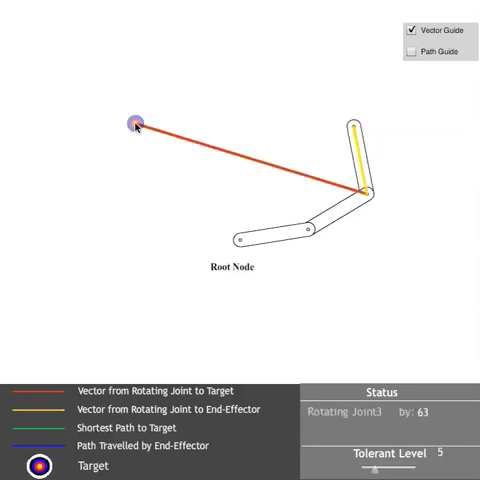 Vector Guide
Path Guide
Root Node
Vector from Rotating Joint to Target
Vector from Rotating Joint to End-Effector
Shortest Path to Target
Path Travelled by End-Effector
Target
Status
Rotating Joint3 by: 63
Tolerant Level 5